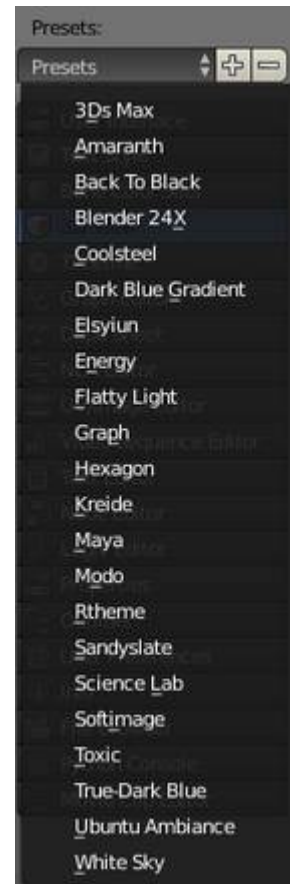 Presets:
Presets
3Ds Max
Amaranth
Back To Black
Blender 24X
Coolsteel
Dark Blue Gradient
Elsyiun
Energy
Flatty Light
Graph
Hexagon
Kreide
Maya
Modo
Rtheme
Sandyslate
Science Lab
Softimage
Toxic
True-Dark Blue
Ubuntu Ambiance
White Sky